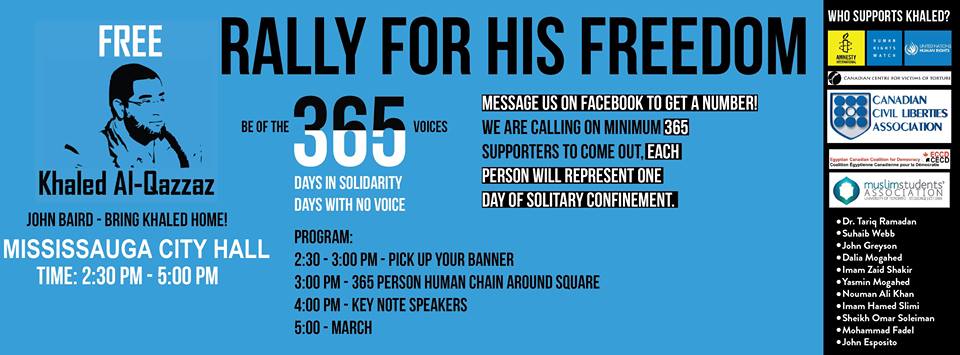 FREE
Khaled Al-Qazzaz
JOHN BAIRD - BRING KHALED HOME!
MISSISSAUGA CITY HALL
TIME: 2:30 PM - 5:00 PM
RALLY FOR HIS FREEDOM
BE OF THE 365 VOICES
DAYS IN SOLIDARITY
DAYS WITH NO VOICE
MESSAGE US ON FACEBOOK TO GET A NUMBER!
WE ARE CALLING ON MINIMUM 365
SUPPORTERS TO COME OUT, EACH
PERSON WILL REPRESENT ONE
DAY OF SOLITARY CONFINEMENT.
PROGRAM:
2:30 - 3:00 PM - PICK UP YOUR BANNER
3:00 PM - 365 PERSON HUMAN CHAIN AROUND SQUARE
4:00 PM - KEY NOTE SPEAKERS
5:00 - MARCH
WHO SUPPORTS KHALED?
AMNESTY
INTERNATIONAL
HUMAN
RIGHTS
WATCH
UNITED NATIONS
HUMAN RIGHTS
CANADIAN CENTRE FOR VICTIMS OF TORTURE
CANADIAN
CIVIL LIBERTIES
ASSOCIATION
Egyptian Canadian Coalition for Democracy ECCD
Coalition Égyptienne Canadienne pour la Démocratie CECD
muslimstudents'
ASSOCIATION
• Dr. Tariq Ramadan
• Suhaib Webb
• John Greyson
• Dalia Mogahed
• Imam Zaid Shakir
• Yasmin Mogahed
• Nouman Ali Khan
• Imam Hamed Slimi
• Sheikh Omar Soleiman
• Mohammad Fadel
• John Esposito